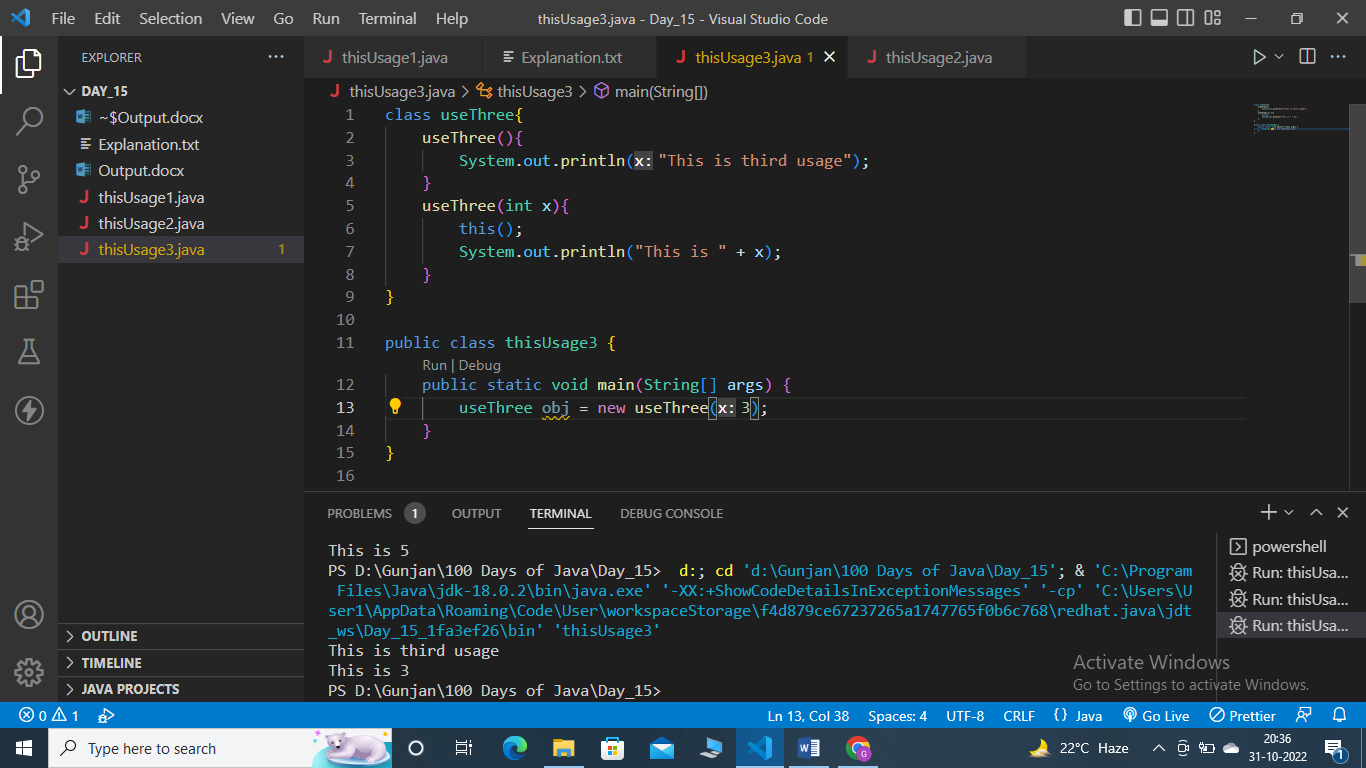 File Edit Selection View Go Run Terminal Help thisUsage3.java - Day_15 - Visual Studio Code
EXPLORER
DAY_15
~$Output.docx
Explanation.txt
Output.docx
thisUsage1.java
thisUsage2.java
thisUsage3.java 1
OUTLINE
TIMELINE
JAVA PROJECTS
thisUsage1.java Explanation.txt thisUsage3.java 1 thisUsage2.java
thisUsage3.java > thisUsage3 > main(String[])
1 class useThree{
2 useThree(){
3 System.out.println(x: "This is third usage");
4 }
5 useThree(int x){
6 this();
7 System.out.println("This is " + x);
8 }
9 }
10
11 public class thisUsage3 {
Run | Debug
12 public static void main(String[] args) {
13 useThree obj = new useThree(x: 3);
14 }
15 }
16
PROBLEMS 1 OUTPUT TERMINAL DEBUG CONSOLE
This is 5
PS D:\Gunjan\100 Days of Java\Day_15> d:; cd 'd:\Gunjan\100 Days of Java\Day_15'; & 'C:\Program
Files\Java\jdk-18.0.2\bin\java.exe' '-XX:+ShowCodeDetailsInExceptionMessages' '-cp' 'C:\Users\U
ser1\AppData\Roaming\Code\User\workspaceStorage\f4d879ce67237265a1747765f0b6c768\redhat.java\jdt
_ws\Day_15_1fa3ef26\bin' 'thisUsage3'
This is third usage
This is 3
PS D:\Gunjan\100 Days of Java\Day_15>
powershell
Run: thisUsa...
Run: thisUsa...
Run: thisUsa...
Activate Windows
Go to Settings to activate Windows.
0 1 Ln 13, Col 38 Spaces: 4 UTF-8 CRLF {} Java Go Live Prettier
Type here to search 22°C Haze 20:36
31-10-2022 1